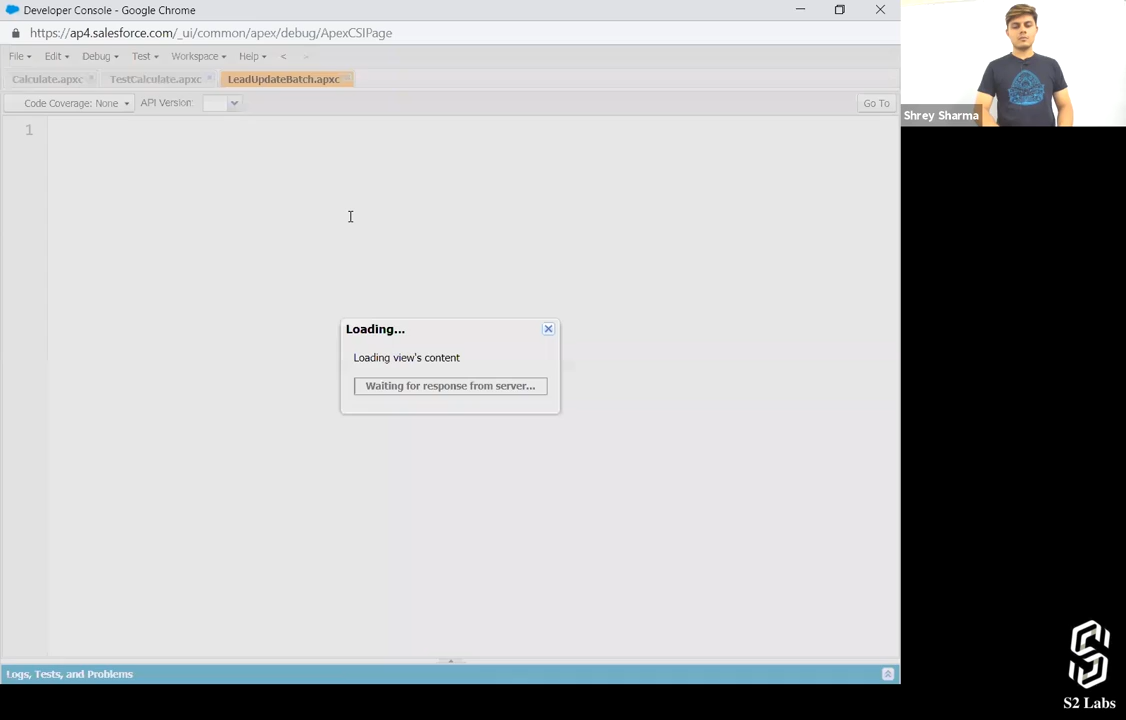 Developer Console - Google Chrome
https://ap4.salesforce.com/_ui/common/apex/debug/ApexCSIPage
File Edit Debug Test Workspace Help < >
Calculate.apxc TestCalculate.apxc LeadUpdateBatch.apxc
Code Coverage: None API Version: Go To
1
Loading...
Loading view's content
Waiting for response from server...
Logs, Tests, and Problems
Shrey Sharma
S2 Labs